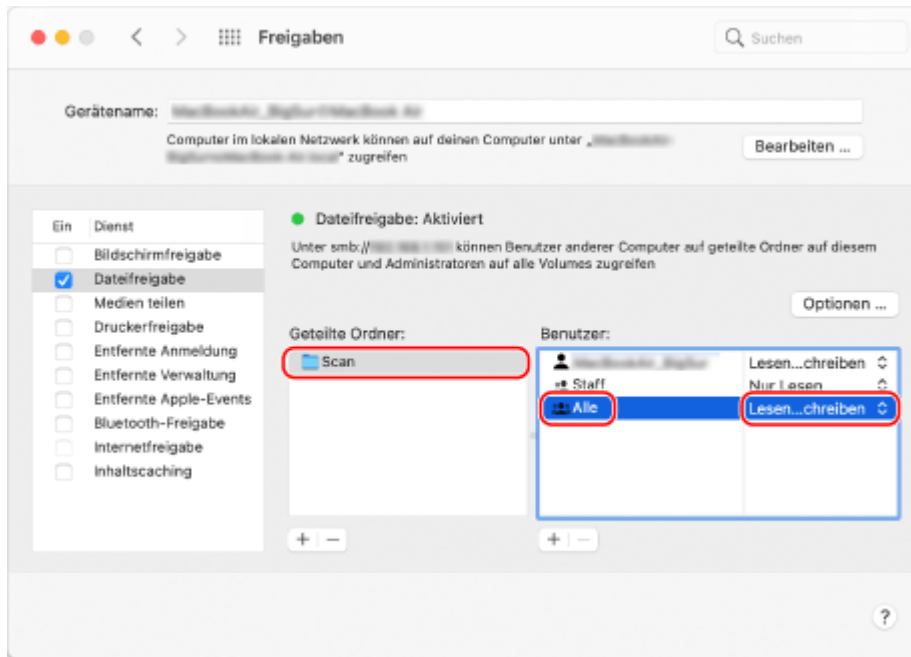 Freigaben
Suchen
Gerätename:
Computer im lokalen Netzwerk können auf deinen Computer unter „
" zugreifen
Bearbeiten ...
Ein Dienst
Bildschirmfreigabe
Dateifreigabe
Medien teilen
Druckerfreigabe
Entfernte Anmeldung
Entfernte Verwaltung
Entfernte Apple-Events
Bluetooth-Freigabe
Internetfreigabe
Inhaltscaching
Dateifreigabe: Aktiviert
Unter smb:// können Benutzer anderer Computer auf geteilte Ordner auf diesem
Computer und Administratoren auf alle Volumes zugreifen
Optionen ...
Geteilte Ordner:
Scan
+ −
Benutzer:
Lesen...chreiben
Staff Nur Lesen
Alle Lesen...chreiben
+ −
?